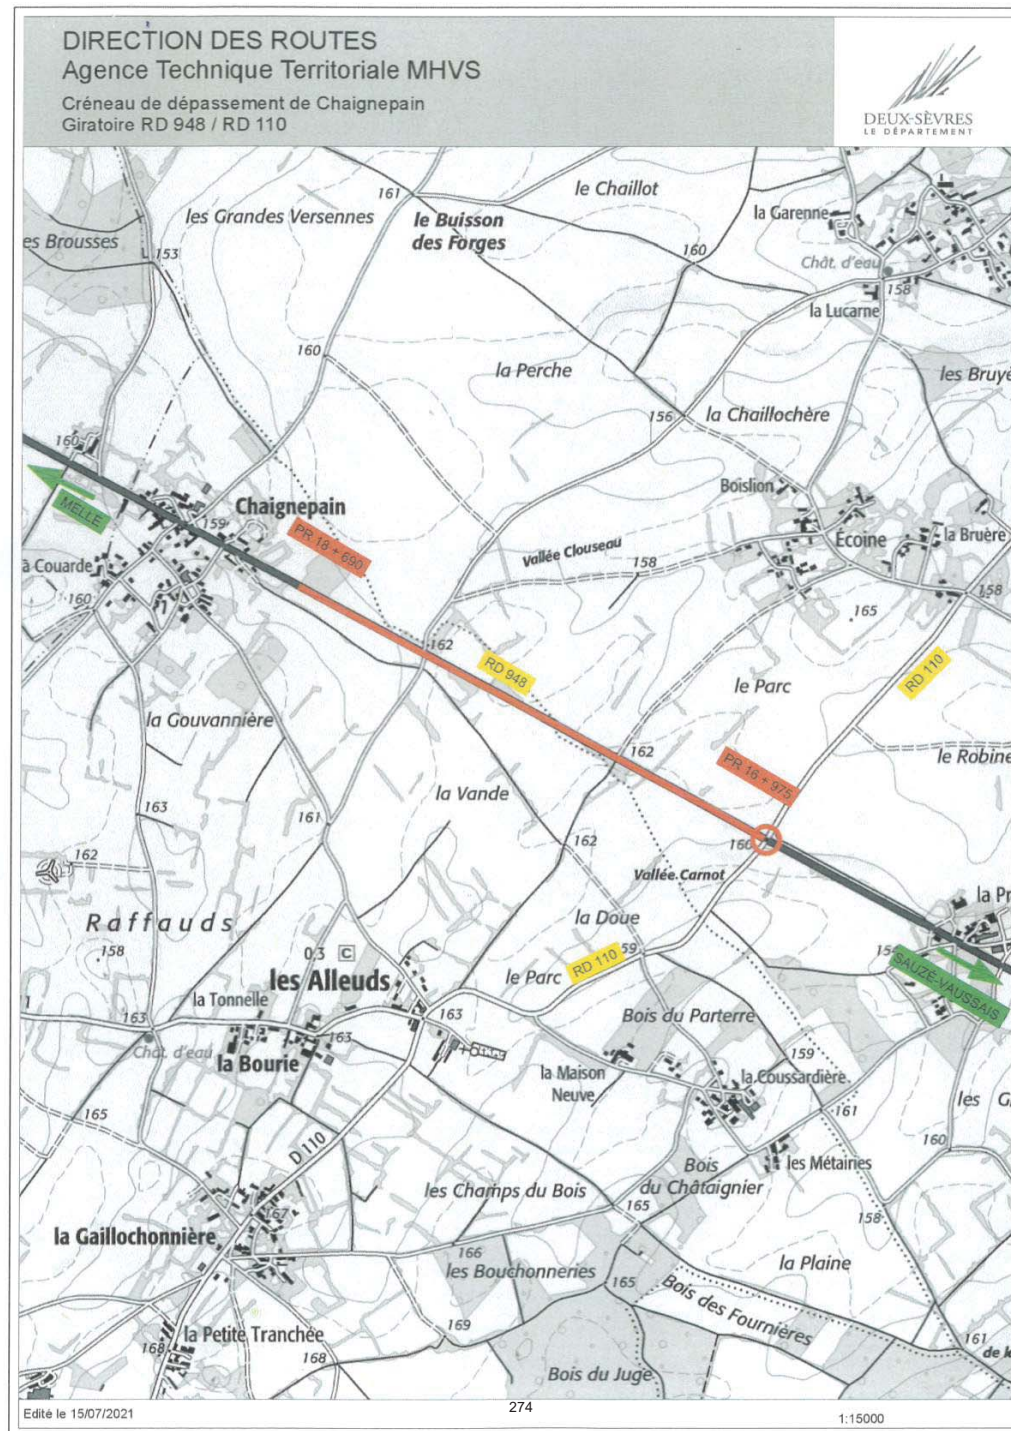 DIRECTION DES ROUTES
Agence Technique Territoriale MHVS
Créneau de dépassement de Chaignepain
Giratoire RD 948 / RD 110
DEUX-SÈVRES
LE DÉPARTEMENT
161
le Chaillot
la Garenne
les Grandes Versennes
le Buisson
des Forges
es Brousses
153
160
Chât. d'eau
158
la Lucarne
160
la Perche
les Bruyè
156
la Chaillochère
160
Boislion
MELLE
Chaignepain
159
PR 18 + 690
Écoine
la Bruère
Vallée Clouseau
158
à Couarde
160
158
165
162
RD 948
RD 110
le Parc
la Gouvannière
162
PR 16 + 975
le Robine
la Vande
163
161
162
160
162
Vallée Carnot
la Pr
Raffauds
la Doue
158
0,3 C
59
15
RD 110
SAUZÉ-VAUSSAIS
les Alleuds
le Parc
la Tonnelle
1
163
163
Bois du Parterre
Chât. d'eau
163
la Bourie
159
la Maison
Neuve
la Coussardière
161
les G
165
160
D 110
Bois
du Châtaignier
les Métairies
les Champs du Bois
165
158
167
la Gaillochonnière
166
les Bouchonneries
165
la Plaine
Bois des Fournières
la Petite Tranchée
169
168
168
161
Bois du Juge
Edité le 15/07/2021
274
1:15000